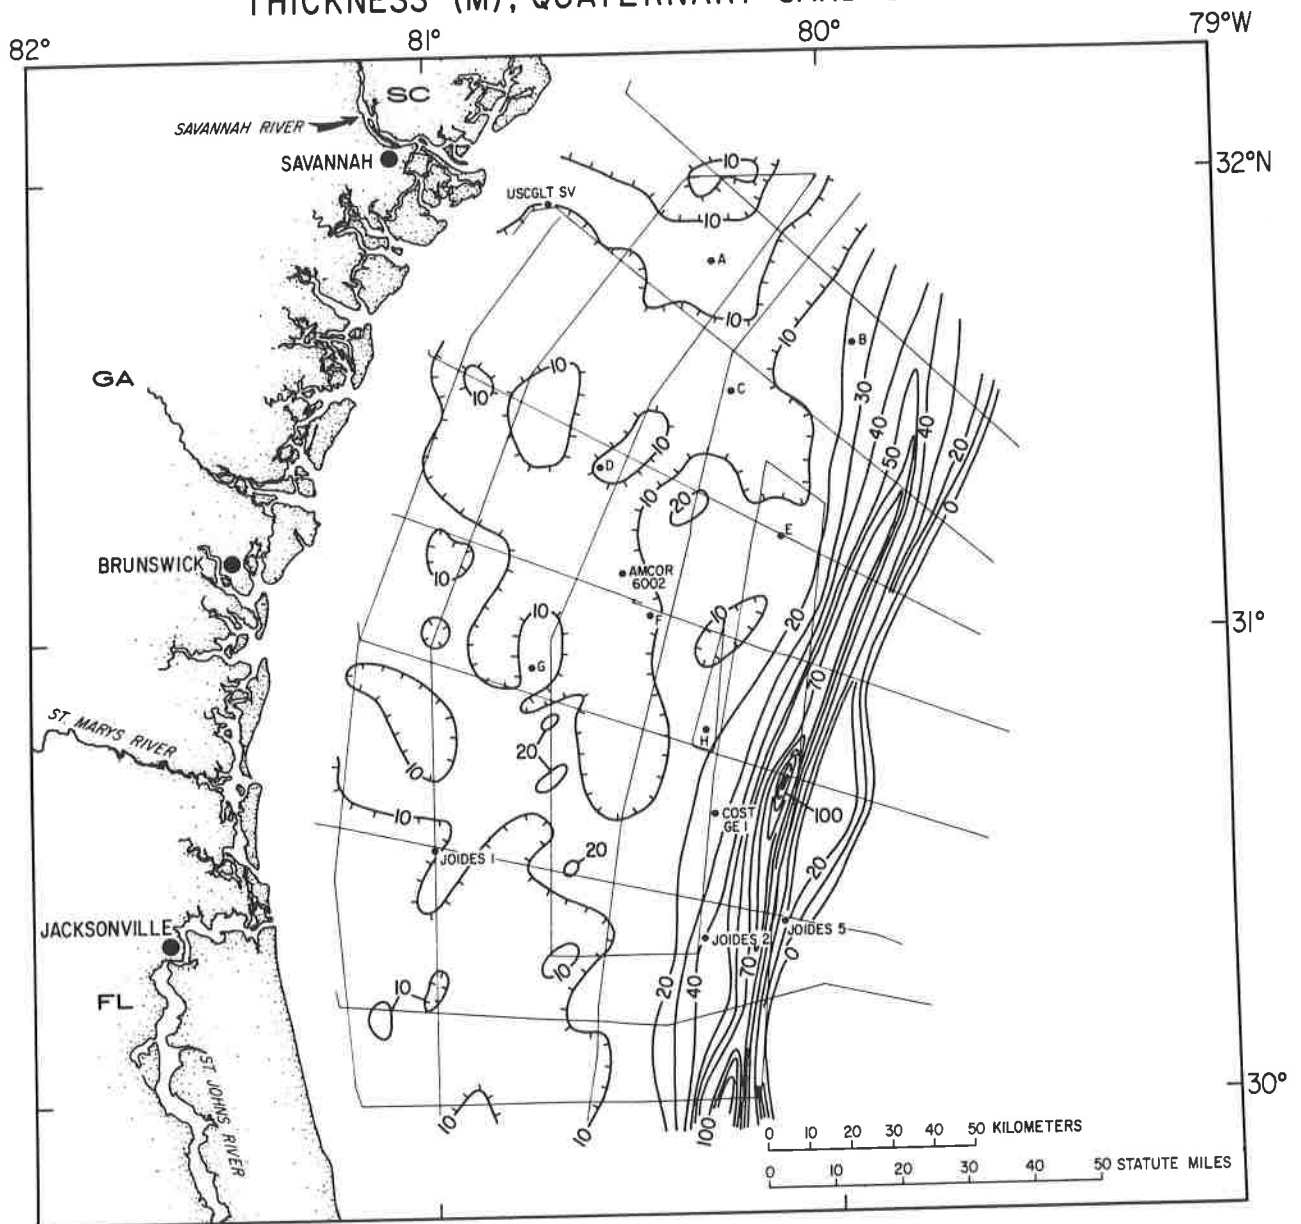 THICKNESS (M), QUATERNARY
82°
81°
80°
79°W
SC
SAVANNAH RIVER
SAVANNAH
32°N
USCGLT SV
10
10
A
10
10
B
GA
10
10
C
30
40
40
50
20
0
10
D
10
20
E
BRUNSWICK
10
AMCOR
6002
10
F
10
20
31°
G
70
ST. MARYS RIVER
H
20
10
COST
GE 1
100
10
20
20
JOIDES 1
JACKSONVILLE
JOIDES 2
JOIDES 5
0
10
70
20
40
10
FL
ST. JOHNS RIVER
30°
10
10
100
0 10 20 30 40 50 KILOMETERS
0 10 20 30 40 50 STATUTE MILES